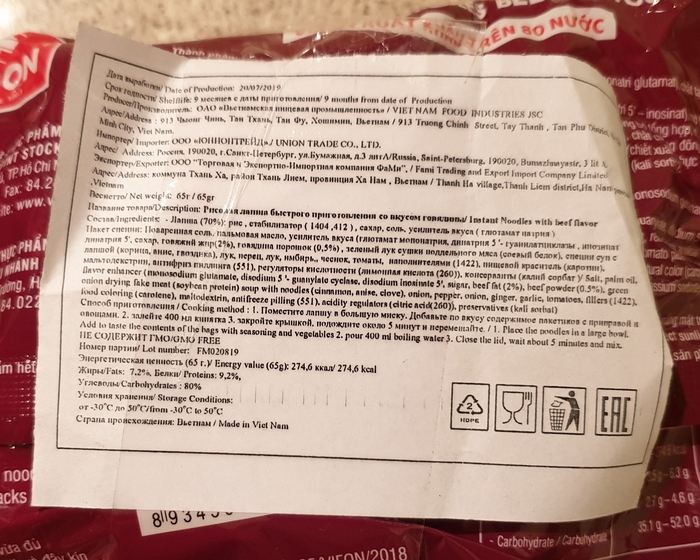 Thành phần
TRÊN 80 NƯỚC
Дата выработки/ Date of Production: 20/07/2019
Срок годности/ Shelflife: 9 месяцев с даты приготовления/ 9 months from date of Production
Producer/Производитель: ОАО «Вьетнамская пищевая промышленность» / VIET NAM FOOD INDUSTRIES JSC
Адрес/Address : 913 Чыонг Чинь, Тан Тхань, Тан Фу, Хошимин, Вьетнам / 913 Truong Chinh Street, Tay Thanh , Tan Phu District,
Minh City, Viet Nam.
Импортер/ Importer: ООО «ЮНИОНТРЕЙД»/ UNION TRADE CO., LTD.
Адрес/ Address: Россия, 190020, г.Санкт-Петербург, ул.Бумажная, д.3 лит А/Russia, Saint-Petersburg, 190020, Bumazhnaya str, 3 lit A
Экспортер/Exporter: ООО "Торговая и Экспортно-Импортная компания ФаМи", / Fami Trading and Export Import Company Limited
Адрес/Address: коммуна Тхань Ха, район Тхань Лием, провинция Ха Нам , Вьетнам / Thanh Ha village,Thanh Liem district,Ha Nam
.Vietnam
Вес нетто/ Net weight: 65г / 65gr
Название товара/Description: Рисовая лапша быстрого приготовления со вкусом говядины/ Instant Noodles with beef flavor
Состав/Ingredients: - Лапша (70%): рис , стабилизатор ( 1404 ,412 ) , сахар, соль, усилитель вкуса ( глютамат натрия )
Пакет специи: Поваренная соль, пальмовая масло, усилитель вкуса (глютамат мононатрия, динатрия 5'- гуанилатциклазы , инозинат
динатрия 5', сахар, говяжий жир(2%), говядина порошок (0,5%), зеленый лук сушки поддельного мяса (соевый белок), специи суп с
лапшой (корица, анис, гвоздика), лук, перец, лук, имбирь,, чеснок, томаты, наполнителями (1422), пищевой краситель (каротин),
мальтодекстрин, антифриз пиллинга (551), регуляторы кислотности (лимонная кислота (260)), консерванты (калий сорбат y Salt, palm oil,
flavor enhancer (monosodium glutamate, disodium 5'- guanylate cyclase, disodium inosinate 5', sugar, beef fat(2%), beef powder (0.5%), green
onion drying fake meat (soybean protein) soup with noodles (cinnamon, anise, clove), onion, pepper, onion, ginger, garlic, tomatoes, fillers (1422),
food coloring (carotene), maltodextrin, antifreeze pilling (551), acidity regulators (citric acid(260)), preservatives (kali sorbat)
Способ приготовления / Cooking method : 1. Поместите лапшу в большую миску. Добавьте по вкусу содержимое пакетиков с приправой и
овощами. 2. залейте 400 мл кипятка 3. закройте крышкой, подождите около 5 минут и перемешайте. / 1. Place the noodles in a large bowl.
Add to taste the contents of the bags with seasoning and vegetables 2. pour 400 ml boiling water 3. Close the lid, wait about 5 minutes and mix.
НЕ СОДЕРЖИТ ГМО/GMO FREE
Номер партии/ Lot number: FM020819
Энергетическая ценность (65 г.)/ Energy value (65g): 274,6 ккал/ 274,6 kcal
Жиры/Fats: 7.2%, Белки/ Proteins: 9,2%,
Углеводы/Carbohydrates : 80%
Условия хранения/ Storage Conditions:
от -30°C до 50°C/from -30°C to 50°C
Страна происхождения: Вьетнам / Made in Viet Nam
2
HDPE
EAC
- Carbohydrate / Carbohydrate
35.1g - 52.0g
/VIFON/2018